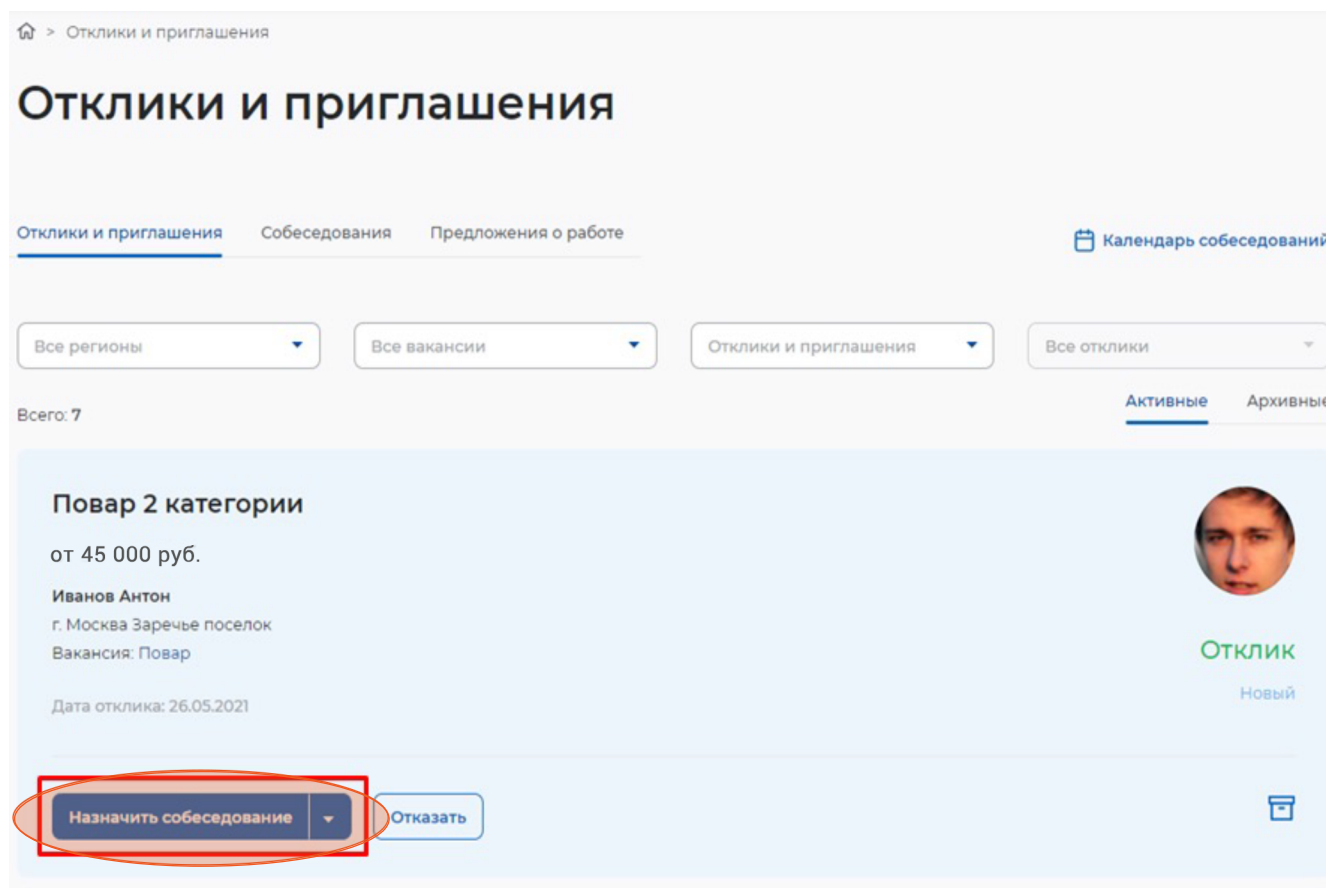 > Отклики и приглашения
Отклики и приглашения
Отклики и приглашения Собеседования Предложения о работе
Календарь собеседований
Все регионы Все вакансии Отклики и приглашения Все отклики
Всего: 7
Активные Архивные
Повар 2 категории
от 45 000 руб.
Иванов Антон
г. Москва Заречье поселок
Вакансия: Повар
Отклик
Новый
Дата отклика: 26.05.2021
Назначить собеседование Отказать